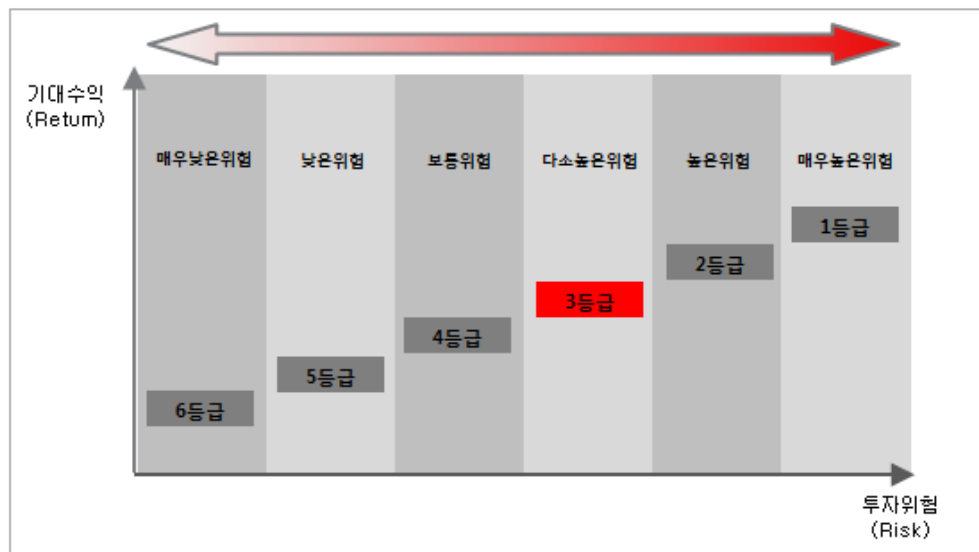 기대수익
(Return)
매우낮은위험
낮은위험
보통위험
다소높은위험
높은위험
매우높은위험
1등급
2등급
3등급
4등급
5등급
6등급
투자위험
(Risk)